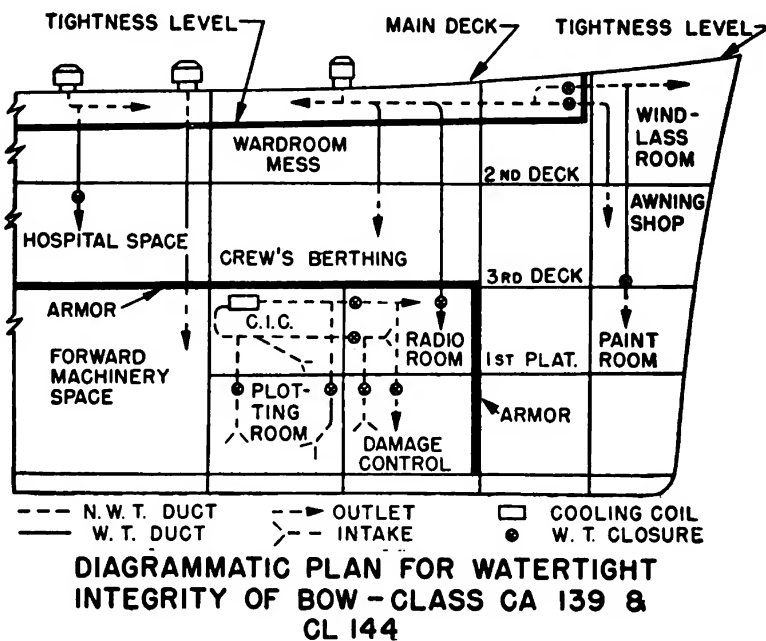 TIGHTNESS LEVEL
MAIN DECK
TIGHTNESS LEVEL
WIND-
LASS
ROOM
WARDROOM
MESS
2ND DECK
AWNING
SHOP
HOSPITAL SPACE
CREW'S BERTHING
3RD DECK
ARMOR
C.I.C.
FORWARD
MACHINERY
SPACE
RADIO
ROOM
1ST PLAT.
PAINT
ROOM
PLOT-
TING
ROOM
ARMOR
DAMAGE
CONTROL
N.W.T. DUCT
OUTLET
COOLING COIL
W.T. DUCT
INTAKE
W.T. CLOSURE
DIAGRAMMATIC PLAN FOR WATERTIGHT
INTEGRITY OF BOW - CLASS CA 139 &
CL 144